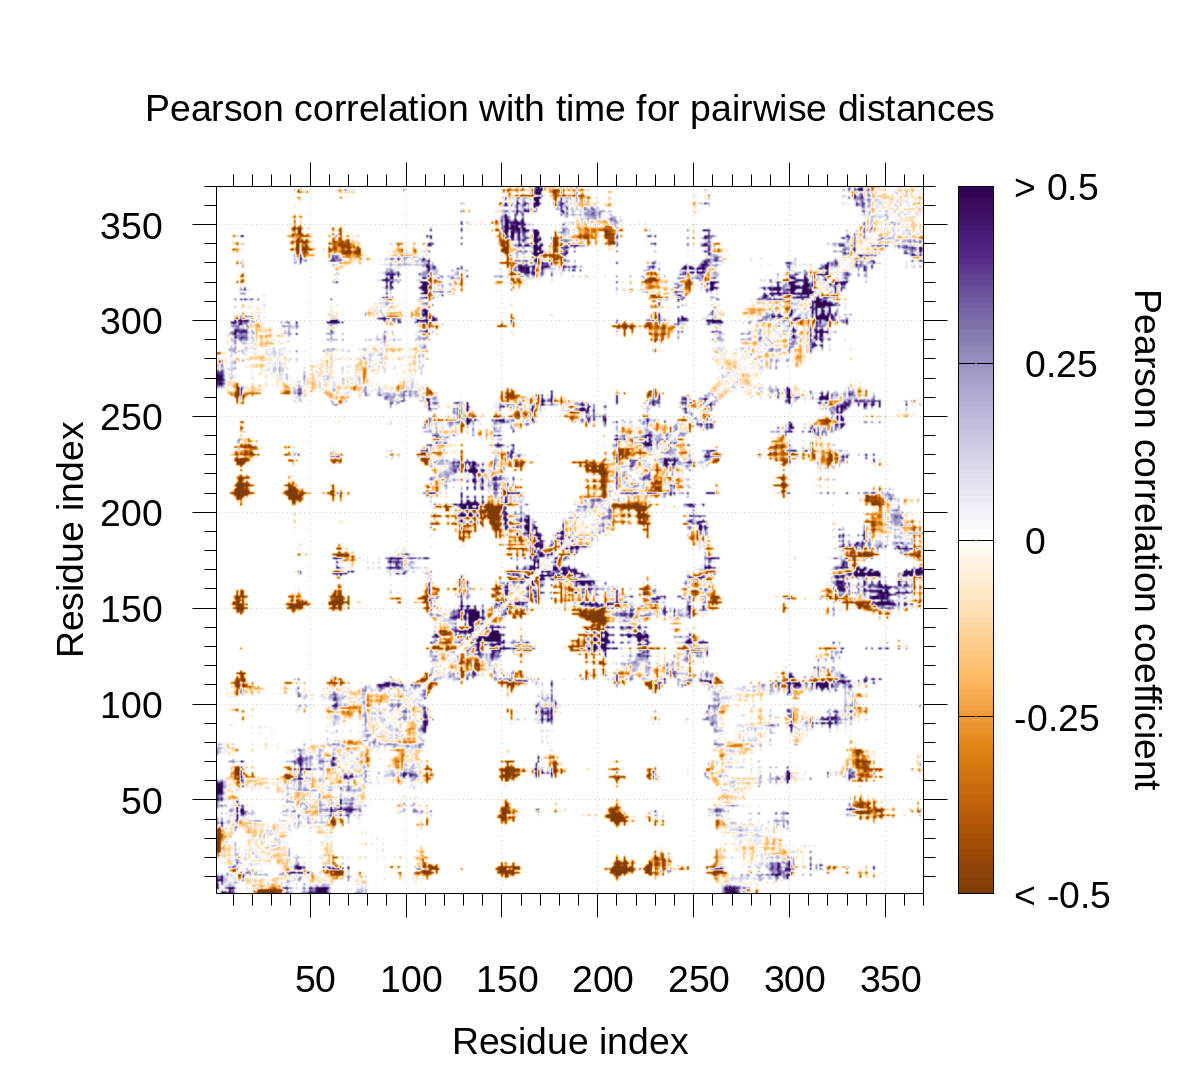 Pearson correlation with time for pairwise distances
350
300
250
200
150
100
50
Residue index
50 100 150 200 250 300 350
Residue index
> 0.5
0.25
0
-0.25
< -0.5
Pearson correlation coefficient